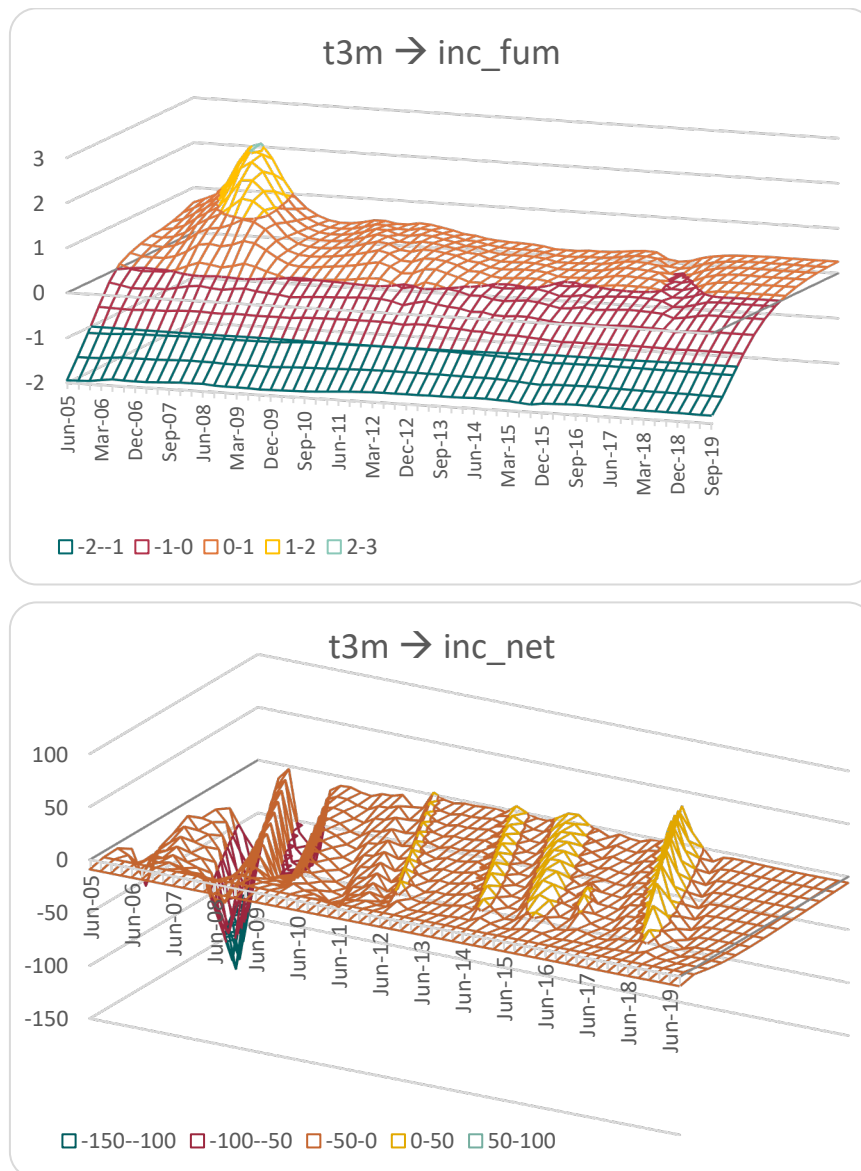 t3m → inc_fum
3
2
1
0
-1
-2
Jun-05
Mar-06
Dec-06
Sep-07
Jun-08
Mar-09
Dec-09
Sep-10
Jun-11
Mar-12
Dec-12
Sep-13
Jun-14
Mar-15
Dec-15
Sep-16
Jun-17
Mar-18
Dec-18
Sep-19
-2--1 -1-0 0-1 1-2 2-3
t3m → inc_net
100
50
0
-50
-100
-150
Jun-05
Jun-06
Jun-07
Jun-08
Jun-09
Jun-10
Jun-11
Jun-12
Jun-13
Jun-14
Jun-15
Jun-16
Jun-17
Jun-18
Jun-19
-150--100 -100--50 -50-0 0-50 50-100